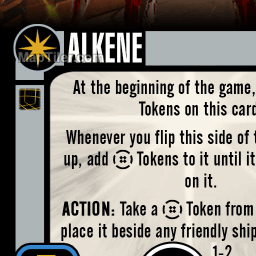 ALKENE
MapTiler.com
At the beginning of the game,
Tokens on this card
Whenever you flip this side of
up, add Tokens to it until it
on it.
ACTION: Take a Token from
place it beside any friendly ship
1-2